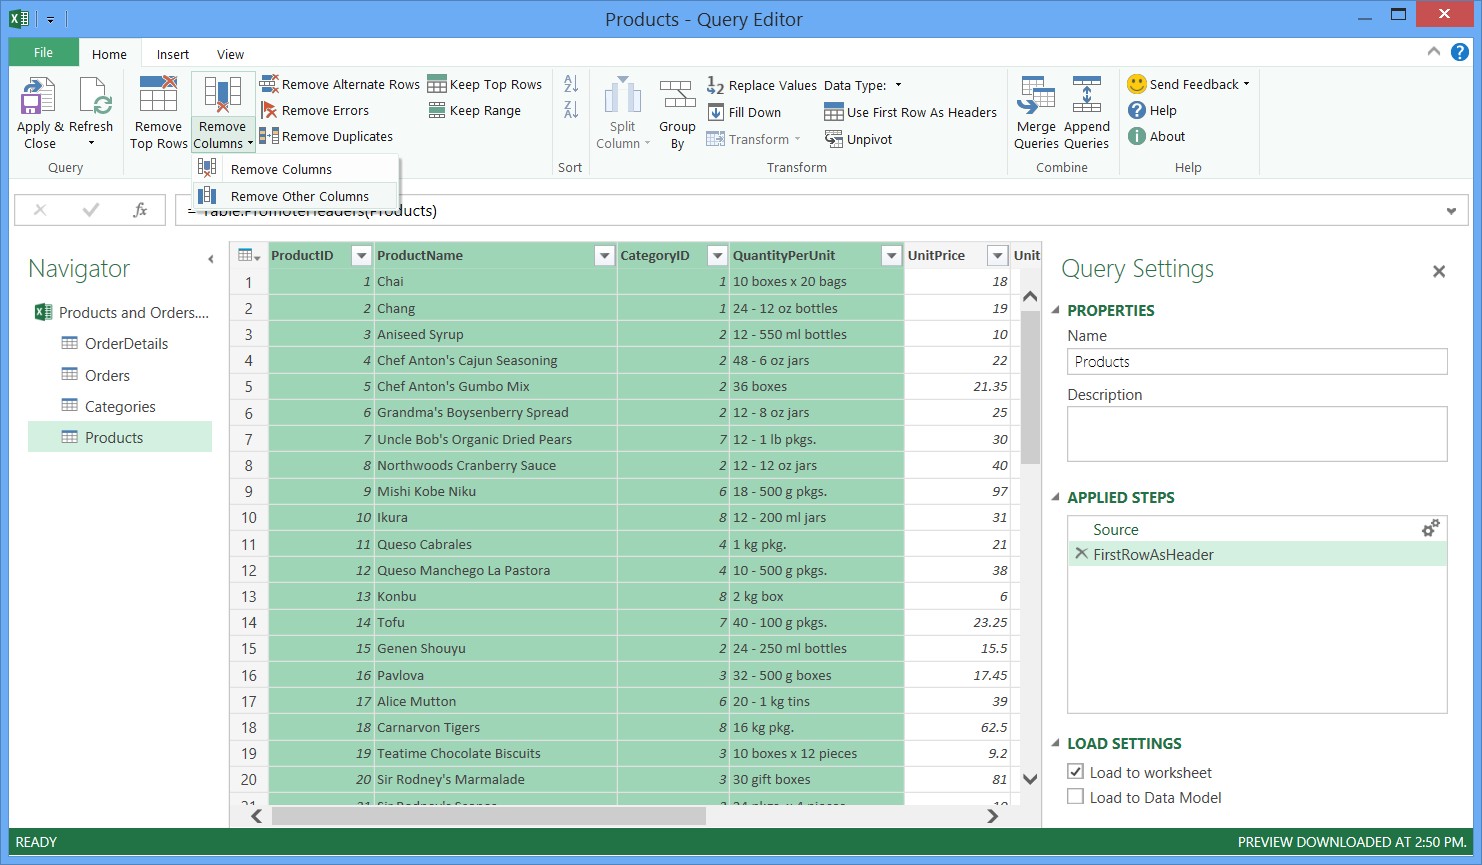 Products - Query Editor
File Home Insert View
Apply & Close
Refresh
Query
Remove Top Rows
Remove Columns
Remove Alternate Rows
Remove Errors
Remove Duplicates
Keep Top Rows
Keep Range
Sort
Split Column
Group By
Replace Values
Fill Down
Transform
Data Type:
Use First Row As Headers
Unpivot
Transform
Merge Queries
Append Queries
Combine
Send Feedback
Help
About
Help
Remove Columns
Remove Other Columns
= Table.PromoteHeaders(Products)
Navigator
Products and Orders....
OrderDetails
Orders
Categories
Products
ProductID ProductName CategoryID QuantityPerUnit UnitPrice Unit
1 1 Chai 1 10 boxes x 20 bags 18
2 2 Chang 1 24 - 12 oz bottles 19
3 3 Aniseed Syrup 2 12 - 550 ml bottles 10
4 4 Chef Anton's Cajun Seasoning 2 48 - 6 oz jars 22
5 5 Chef Anton's Gumbo Mix 2 36 boxes 21.35
6 6 Grandma's Boysenberry Spread 2 12 - 8 oz jars 25
7 7 Uncle Bob's Organic Dried Pears 7 12 - 1 lb pkgs. 30
8 8 Northwoods Cranberry Sauce 2 12 - 12 oz jars 40
9 9 Mishi Kobe Niku 6 18 - 500 g pkgs. 97
10 10 Ikura 8 12 - 200 ml jars 31
11 11 Queso Cabrales 4 1 kg pkg. 21
12 12 Queso Manchego La Pastora 4 10 - 500 g pkgs. 38
13 13 Konbu 8 2 kg box 6
14 14 Tofu 7 40 - 100 g pkgs. 23.25
15 15 Genen Shouyu 2 24 - 250 ml bottles 15.5
16 16 Pavlova 3 32 - 500 g boxes 17.45
17 17 Alice Mutton 6 20 - 1 kg tins 39
18 18 Carnarvon Tigers 8 16 kg pkg. 62.5
19 19 Teatime Chocolate Biscuits 3 10 boxes x 12 pieces 9.2
20 20 Sir Rodney's Marmalade 3 30 gift boxes 81
Query Settings
PROPERTIES
Name
Products
Description
APPLIED STEPS
Source
FirstRowAsHeader
LOAD SETTINGS
Load to worksheet
Load to Data Model
READY
PREVIEW DOWNLOADED AT 2:50 PM.